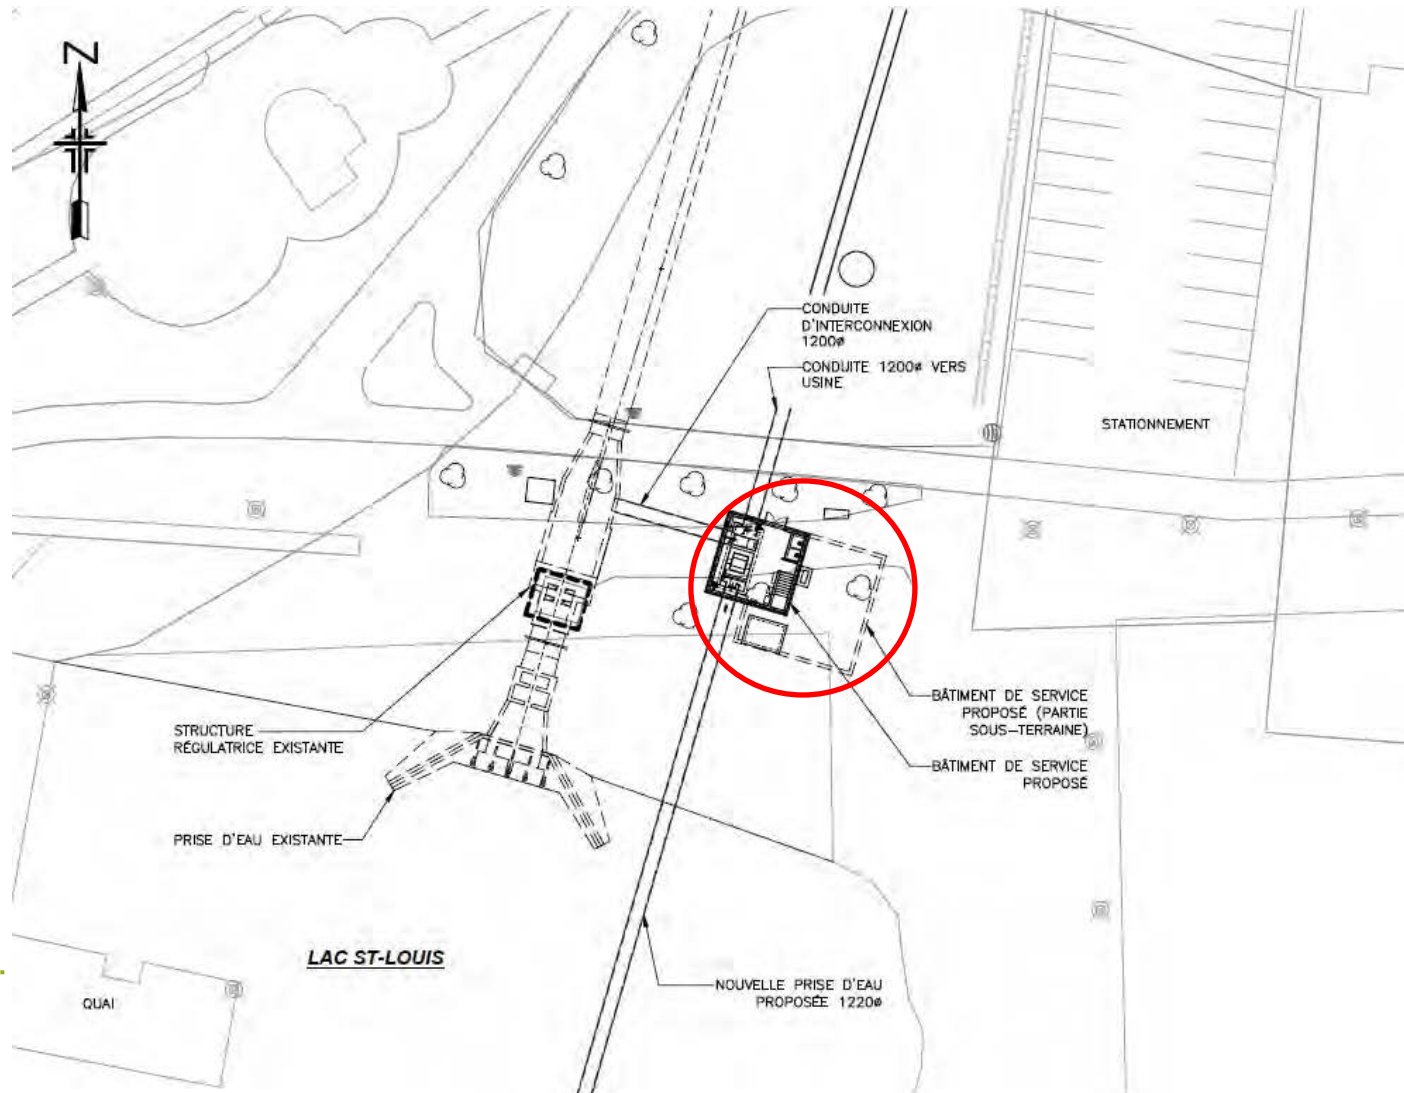 N
CONDUITE
D'INTERCONNEXION
1200ø
CONDUITE 1200ø VERS
USINE
STATIONNEMENT
BÂTIMENT DE SERVICE
PROPOSÉ (PARTIE
SOUS-TERRAINE)
BÂTIMENT DE SERVICE
PROPOSÉ
STRUCTURE
RÉGULATRICE EXISTANTE
PRISE D'EAU EXISTANTE
LAC ST-LOUIS
QUAI
NOUVELLE PRISE D'EAU
PROPOSÉE 1220ø